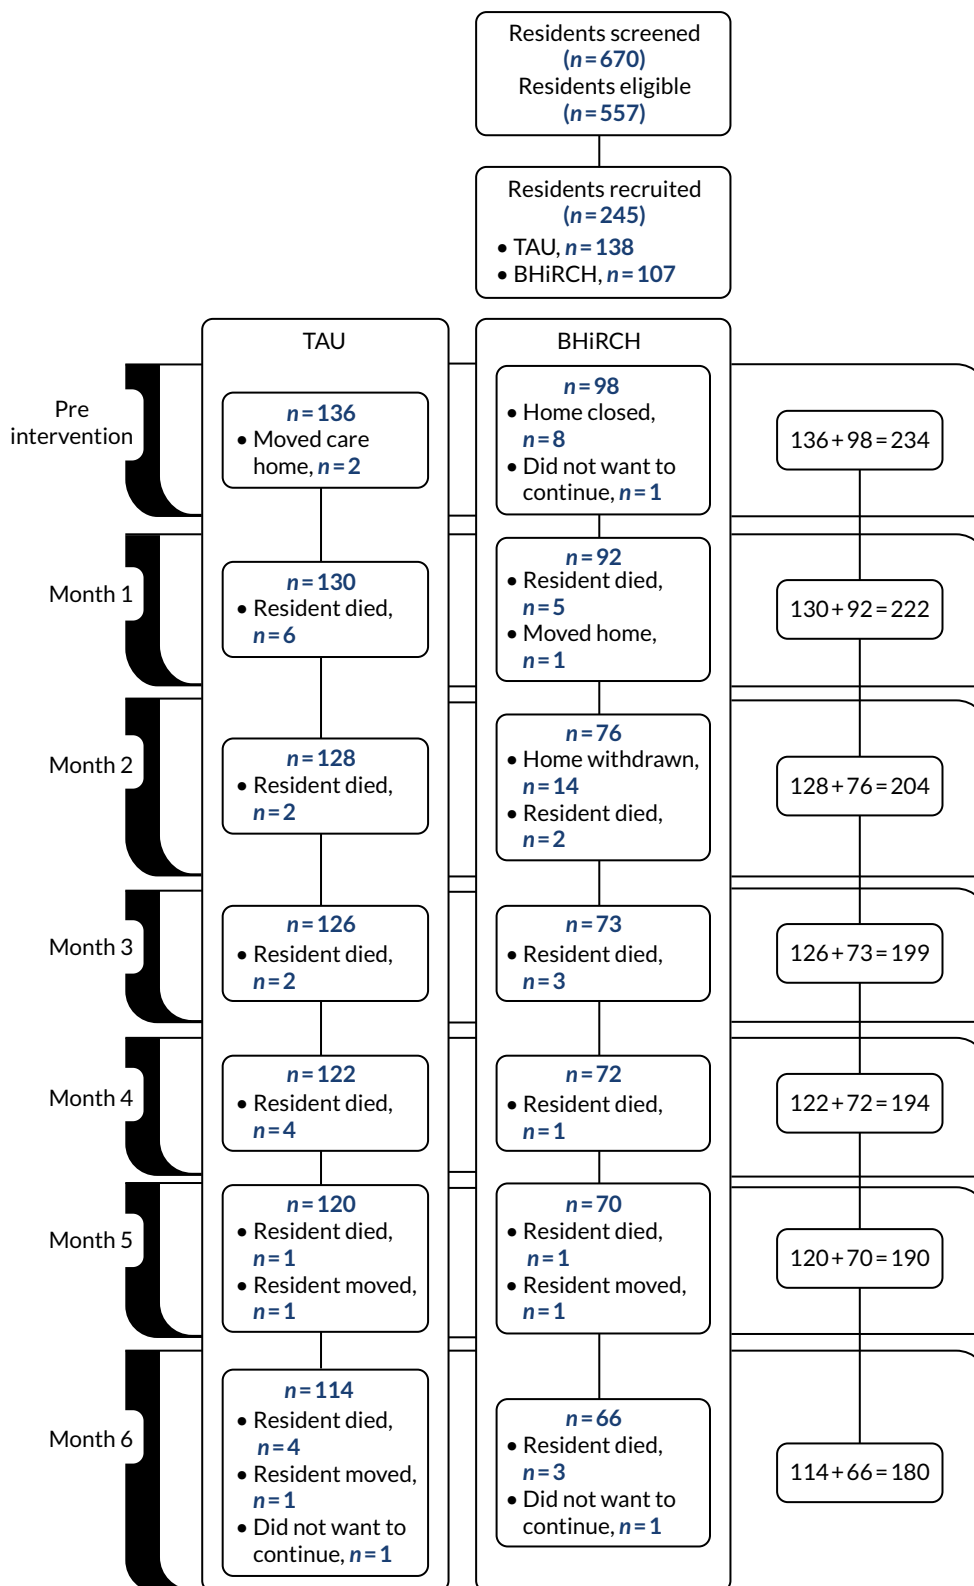 Residents screened
(n=670)
Residents eligible
(n=557)
Residents recruited
(n=245)
• TAU, n=138
• BHiRCH, n=107
TAU
BHiRCH
Pre
intervention
n=136
• Moved care
home, n=2
n=98
• Home closed,
n=8
• Did not want to
continue, n=1
136+98=234
Month 1
n=130
• Resident died,
n=6
n=92
• Resident died,
n=5
• Moved home,
n=1
130+92=222
Month 2
n=128
• Resident died,
n=2
n=76
• Home withdrawn,
n=14
• Resident died,
n=2
128+76=204
Month 3
n=126
• Resident died,
n=2
n=73
• Resident died,
n=3
126+73=199
Month 4
n=122
• Resident died,
n=4
n=72
• Resident died,
n=1
122+72=194
Month 5
n=120
• Resident died,
n=1
• Resident moved,
n=1
n=70
• Resident died,
n=1
• Resident moved,
n=1
120+70=190
Month 6
n=114
• Resident died,
n=4
• Resident moved,
n=1
• Did not want to
continue, n=1
n=66
• Resident died,
n=3
• Did not want to
continue, n=1
114+66=180